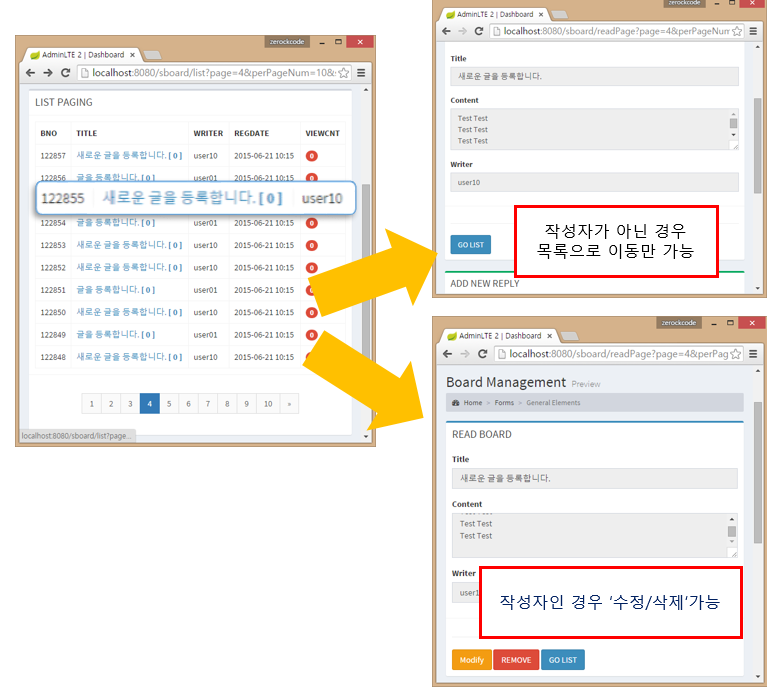 zerockcode
AdminLTE 2 | Dashboard
localhost:8080/sboard/list?page=4&perPageNum=10&s
LIST PAGING
BNO TITLE WRITER REGDATE VIEWCNT
122857 새로운 글을 등록합니다. [ 0 ] user10 2015-06-21 10:15 0
122856 글을 등록합니다. [ 0 ] user01 2015-06-21 10:15 0
122855 새로운 글을 등록합니다. [ 0 ] user10
122854 글을 등록합니다. [ 0 ] user01 2015-06-21 10:15
122853 새로운 글을 등록합니다. [ 0 ] user10 2015-06-21 10:15 0
122852 새로운 글을 등록합니다. [ 0 ] user10 2015-06-21 10:15 0
122851 글을 등록합니다. [ 0 ] user01 2015-06-21 10:15 0
122850 새로운 글을 등록합니다. [ 0 ] user10 2015-06-21 10:15 0
122849 글을 등록합니다. [ 0 ] user01 2015-06-21 10:15 0
122848 새로운 글을 등록합니다. [ 0 ] user10 2015-06-21 10:15 0
1 2 3 4 5 6 7 8 9 10 »
localhost:8080/sboard/list?page...
zerockcode
AdminLTE 2 | Dashboard
localhost:8080/sboard/readPage?page=4&perPageNum
Title
새로운 글을 등록합니다.
Content
Test Test
Test Test
Test Test
Writer
user10
작성자가 아닌 경우
목록으로 이동만 가능
GO LIST
ADD NEW REPLY
zerockcode
AdminLTE 2 | Dashboard
localhost:8080/sboard/readPage?page=4&perPag
Board Management Preview
Home > Forms > General Elements
READ BOARD
Title
새로운 글을 등록합니다.
Content
Test Test
Test Test
Writer
user1
작성자인 경우 ‘수정/삭제’가능
Modify REMOVE GO LIST